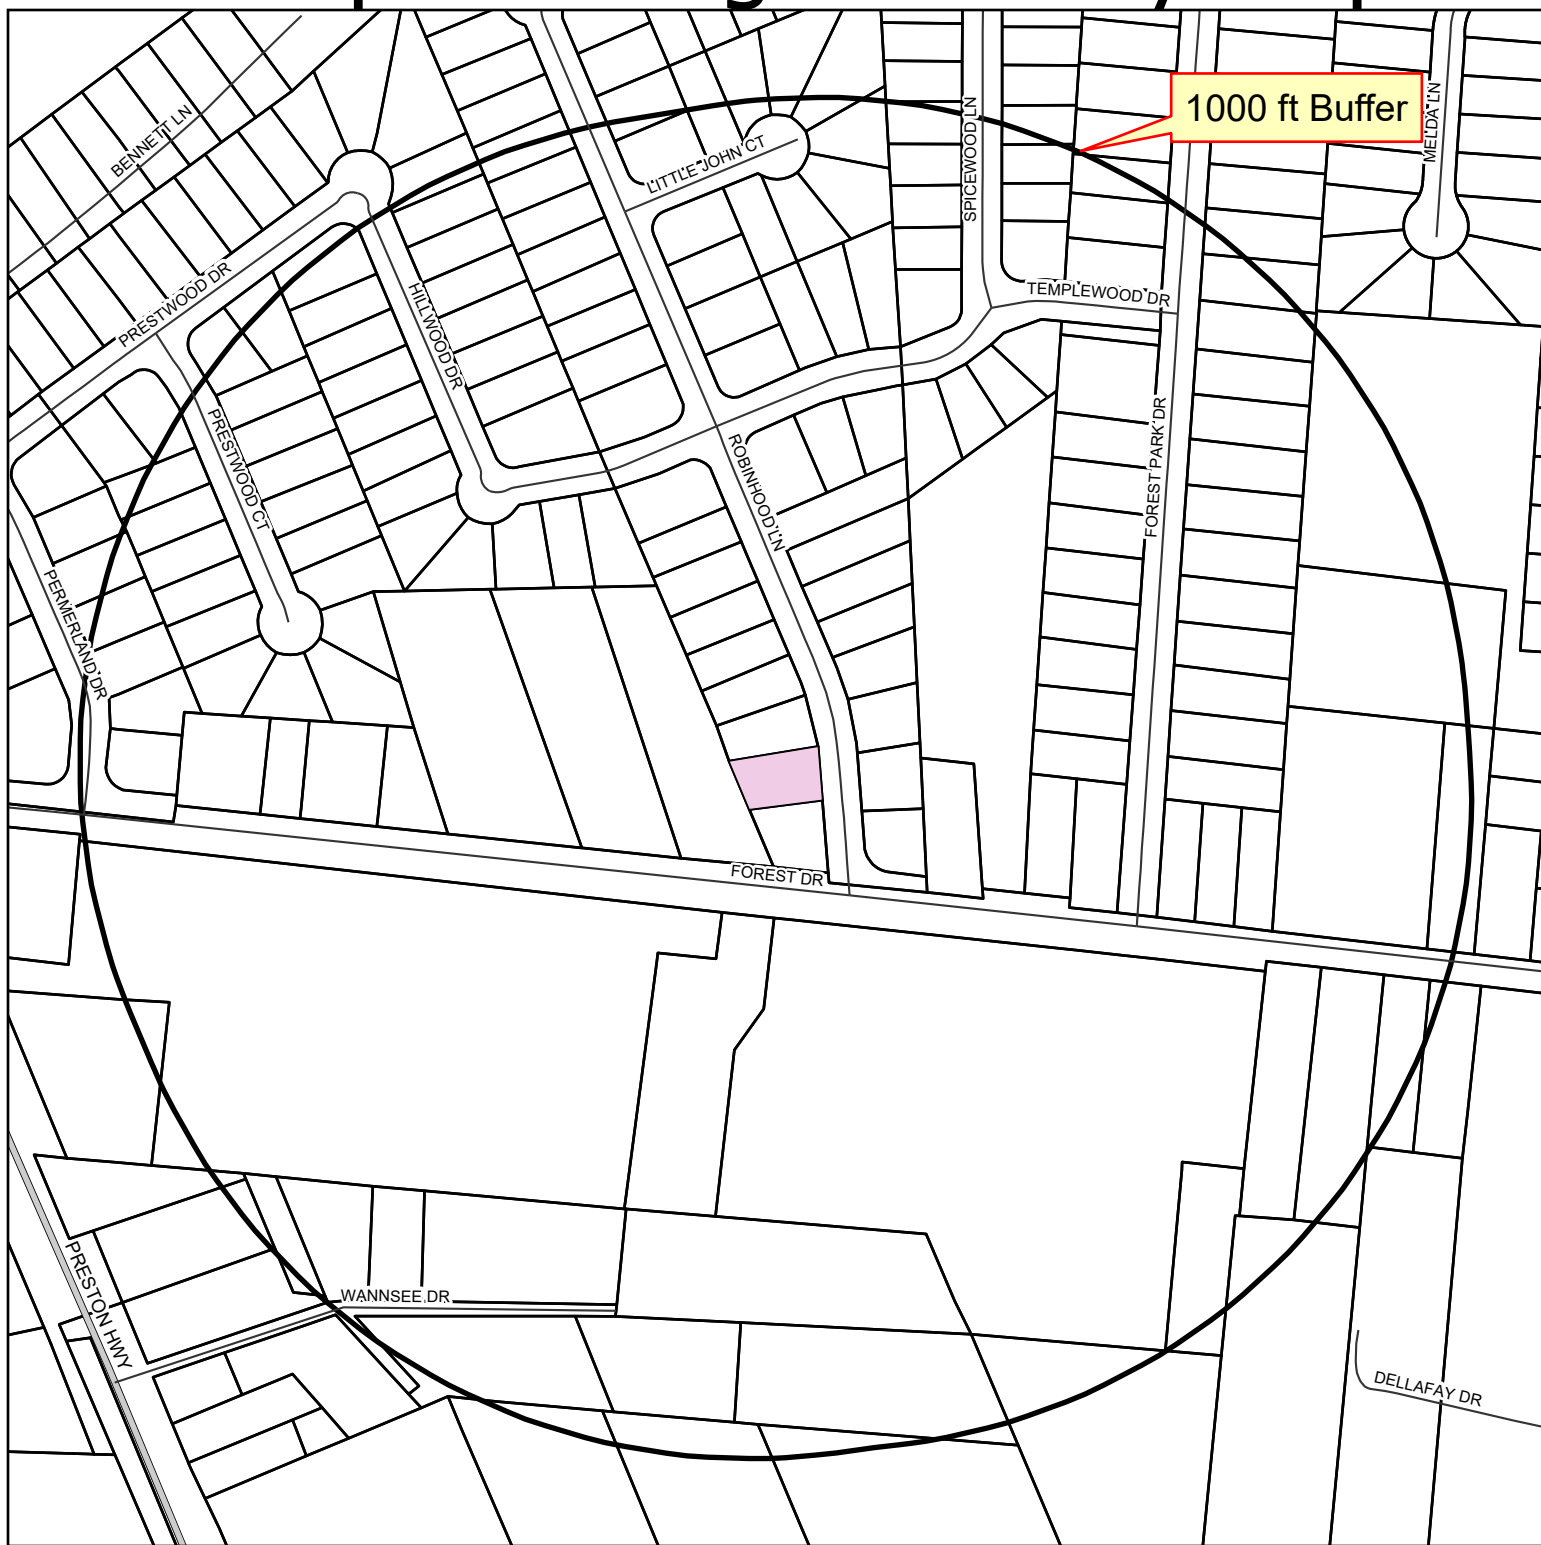 1000 ft Buffer
BENNETT LN
MELDA LN
LITTLE JOHN CT
SPICEWOOD LN
PRESTWOOD DR
TEMPLEWOOD DR
HILLWOOD DR
PRESTWOOD CT
FOREST PARK DR
ROBINHOOD LN
PERMERLAND DR
FOREST DR
WANNSEE DR
PRESTON HWY
DELLAFAY DR